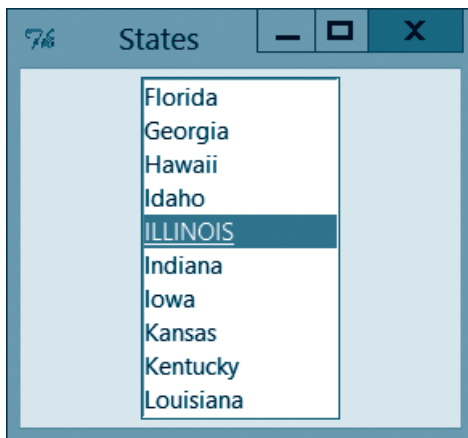 States
Florida
Georgia
Hawaii
Idaho
ILLINOIS
Indiana
Iowa
Kansas
Kentucky
Louisiana